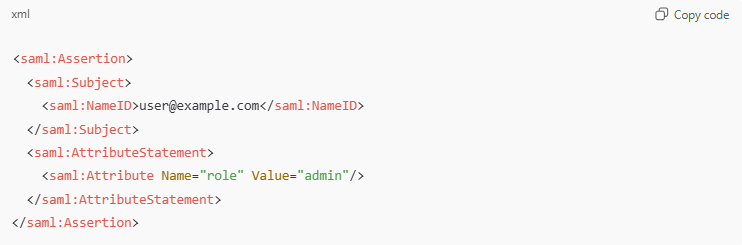 xml
Copy code
<saml:Assertion>
  <saml:Subject>
    <saml:NameID>user@example.com</saml:NameID>
  </saml:Subject>
  <saml:AttributeStatement>
    <saml:Attribute Name="role" Value="admin"/>
  </saml:AttributeStatement>
</saml:Assertion>